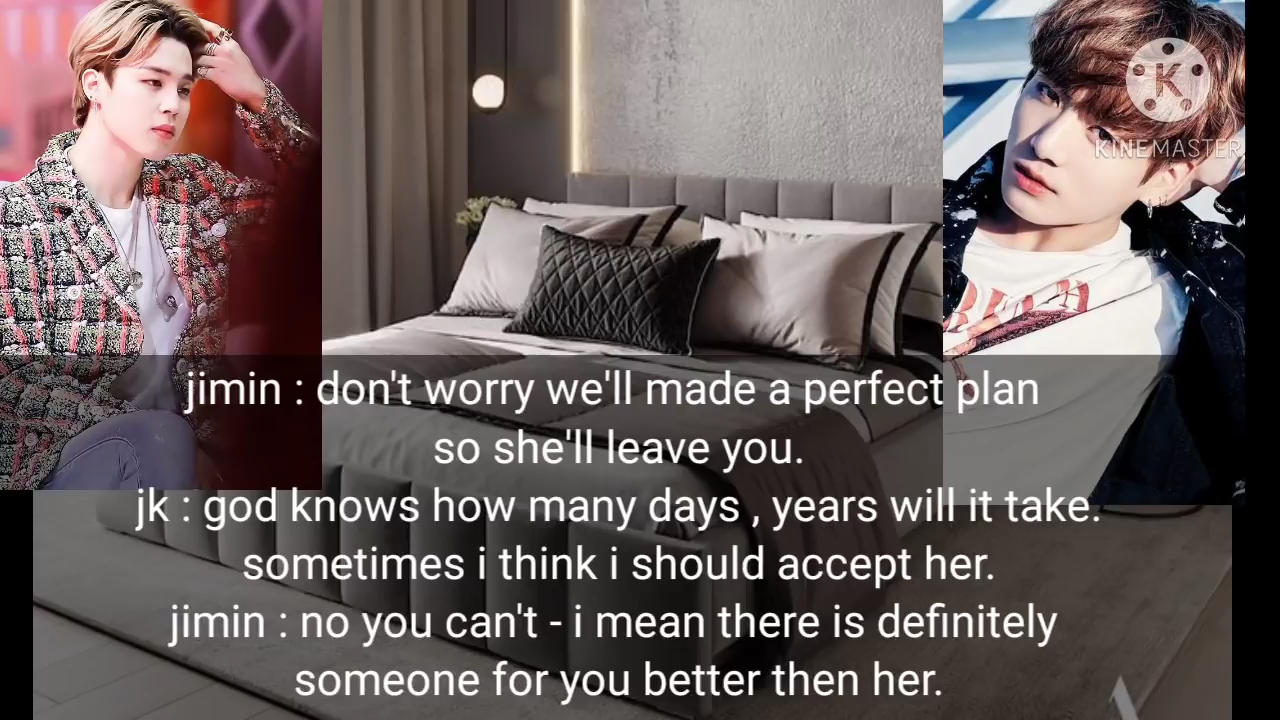 K
KINEMASTER
jimin : don't worry we'll made a perfect plan
so she'll leave you.
jk : god knows how many days , years will it take.
sometimes i think i should accept her.
jimin : no you can't - i mean there is definitely
someone for you better then her.